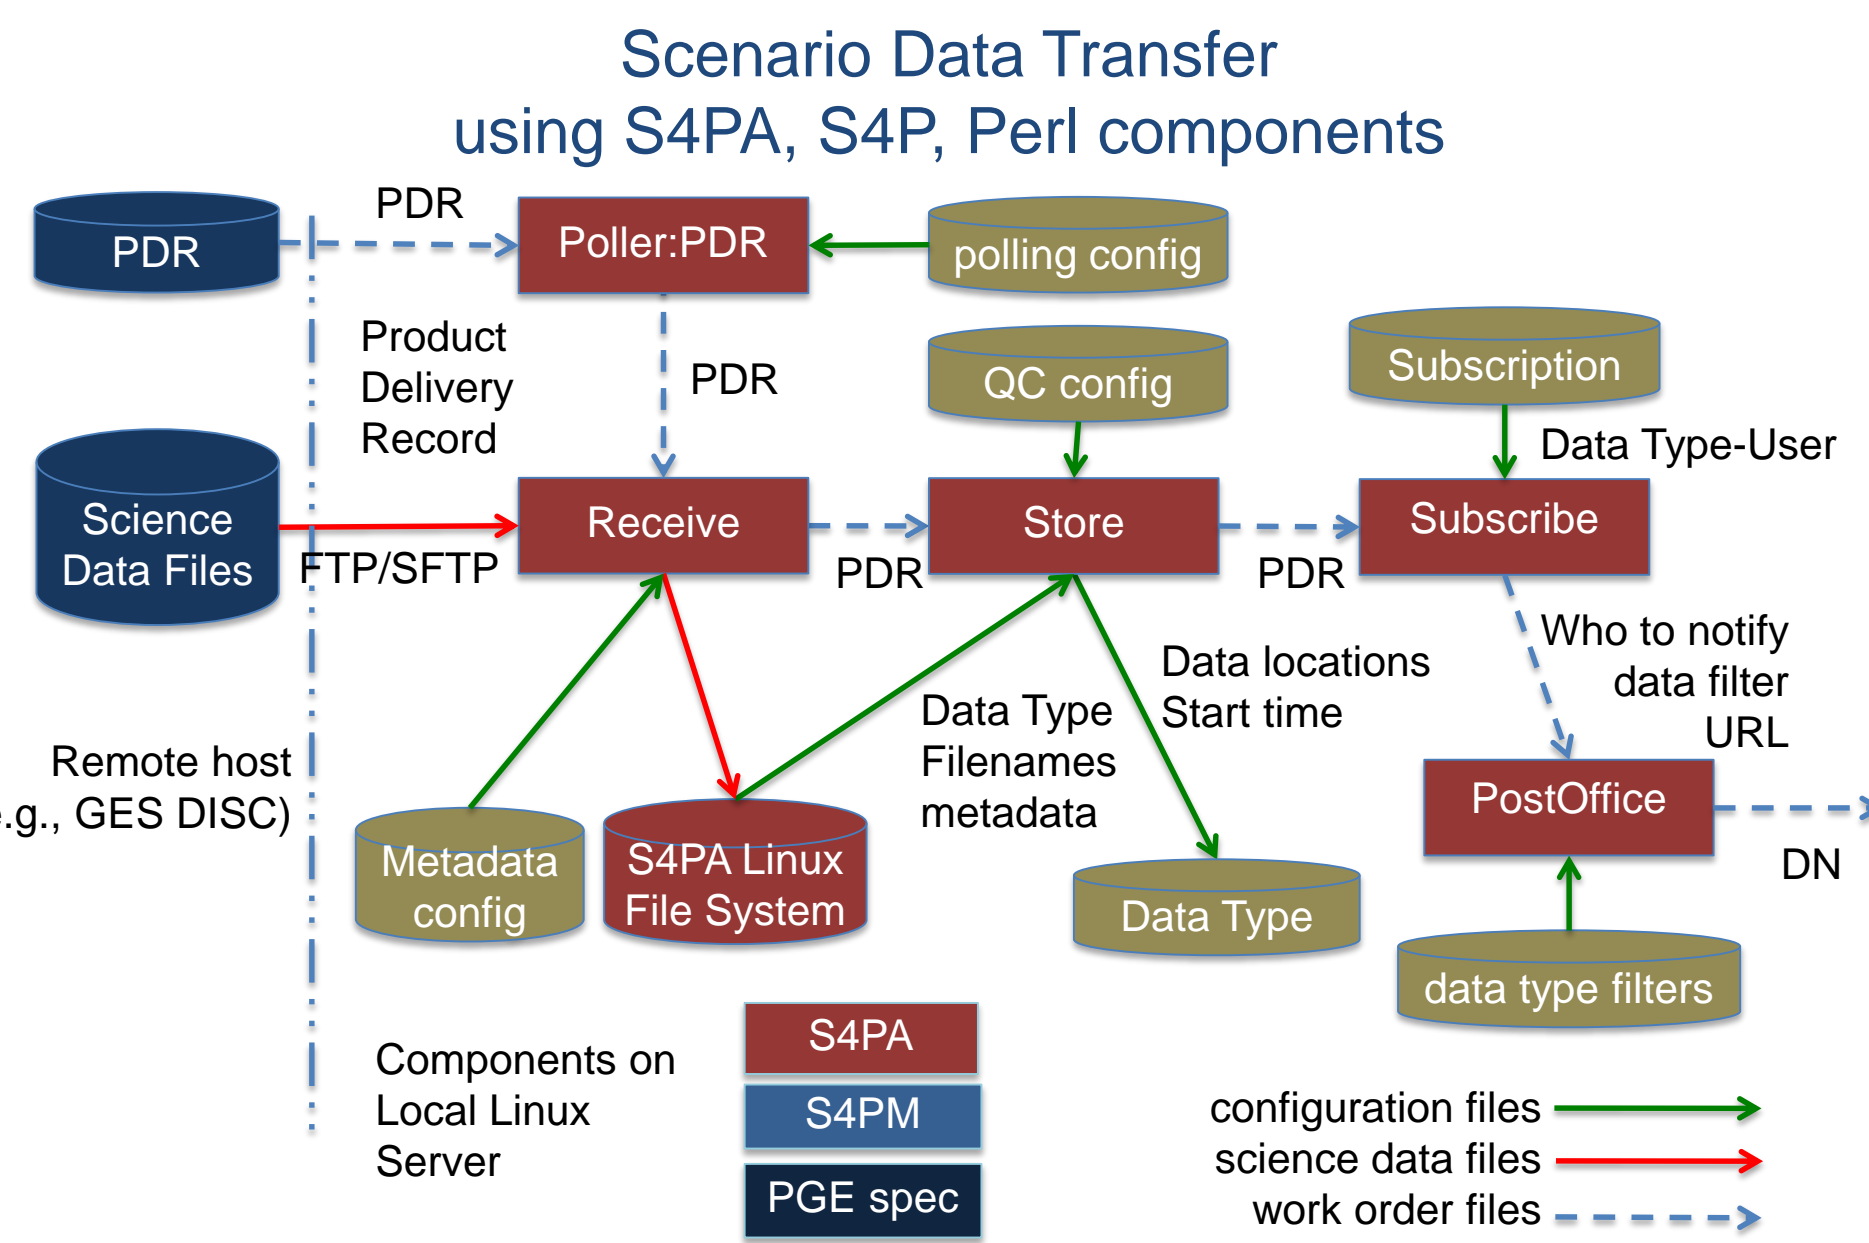 Scenario Data Transfer
using S4PA, S4P, Perl components
PDR
PDR
Poller:PDR
polling config
Product
Delivery
Record
PDR
QC config
Subscription
Data Type-User
Science
Data Files
FTP/SFTP
Receive
PDR
Store
PDR
Subscribe
Who to notify
data filter
URL
Data locations
Start time
Data Type
Filenames
metadata
Remote host
e.g., GES DISC)
Metadata
config
S4PA Linux
File System
Data Type
PostOffice
DN
data type filters
Components on
Local Linux
Server
S4PA
S4PM
PGE spec
configuration files
science data files
work order files